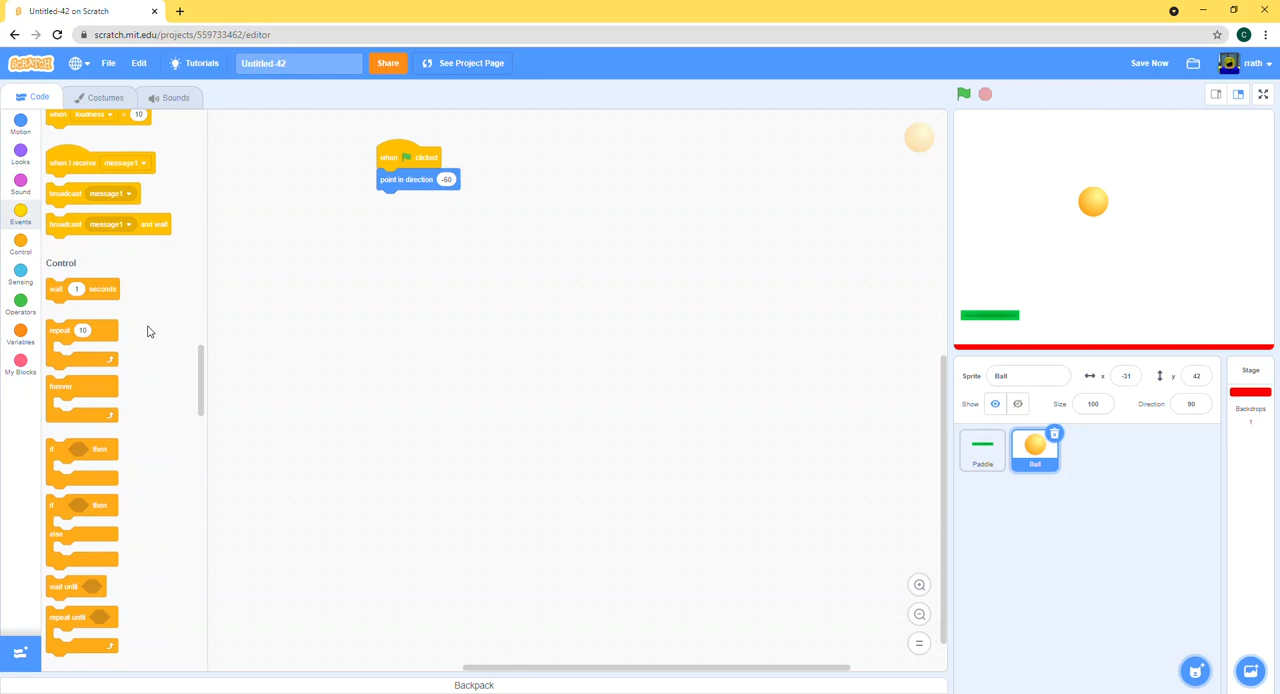 Untitled-42 on Scratch
scratch.mit.edu/projects/559733462/editor
C
SCRATCH File Edit Tutorials Untitled-42 Share See Project Page Save Now rrath
Code Costumes Sounds
Motion
Looks
Sound
Events
Control
Sensing
Operators
Variables
My Blocks
when loudness > 10
when I receive message1
broadcast message1
broadcast message1 and wait
Control
wait 1 seconds
repeat 10
forever
if then
if then
else
wait until
repeat until
when clicked
point in direction -60
Backpack
Sprite Ball x -31 y 42
Show Size 100 Direction 90
Paddle
Ball
Stage
Backdrops
1